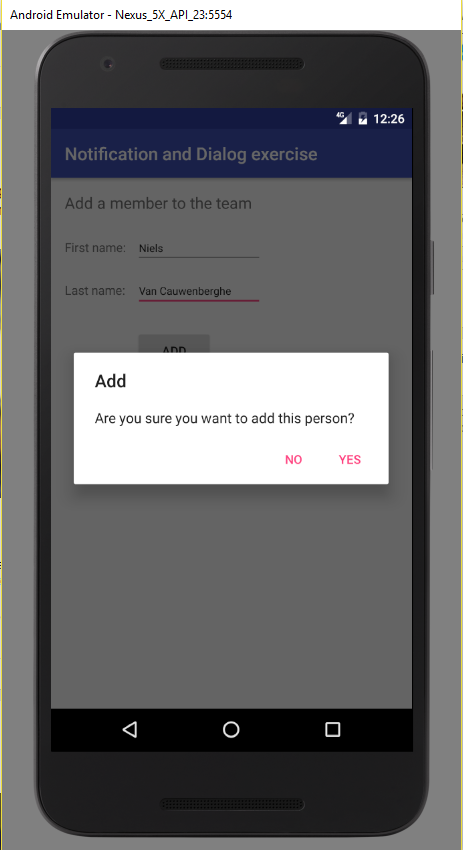 Android Emulator - Nexus_5X_API_23:5554
4G 12:26
Notification and Dialog exercise
Add a member to the team
First name: Niels
Last name: Van Cauwenberghe
ADD
Add
Are you sure you want to add this person?
NO YES